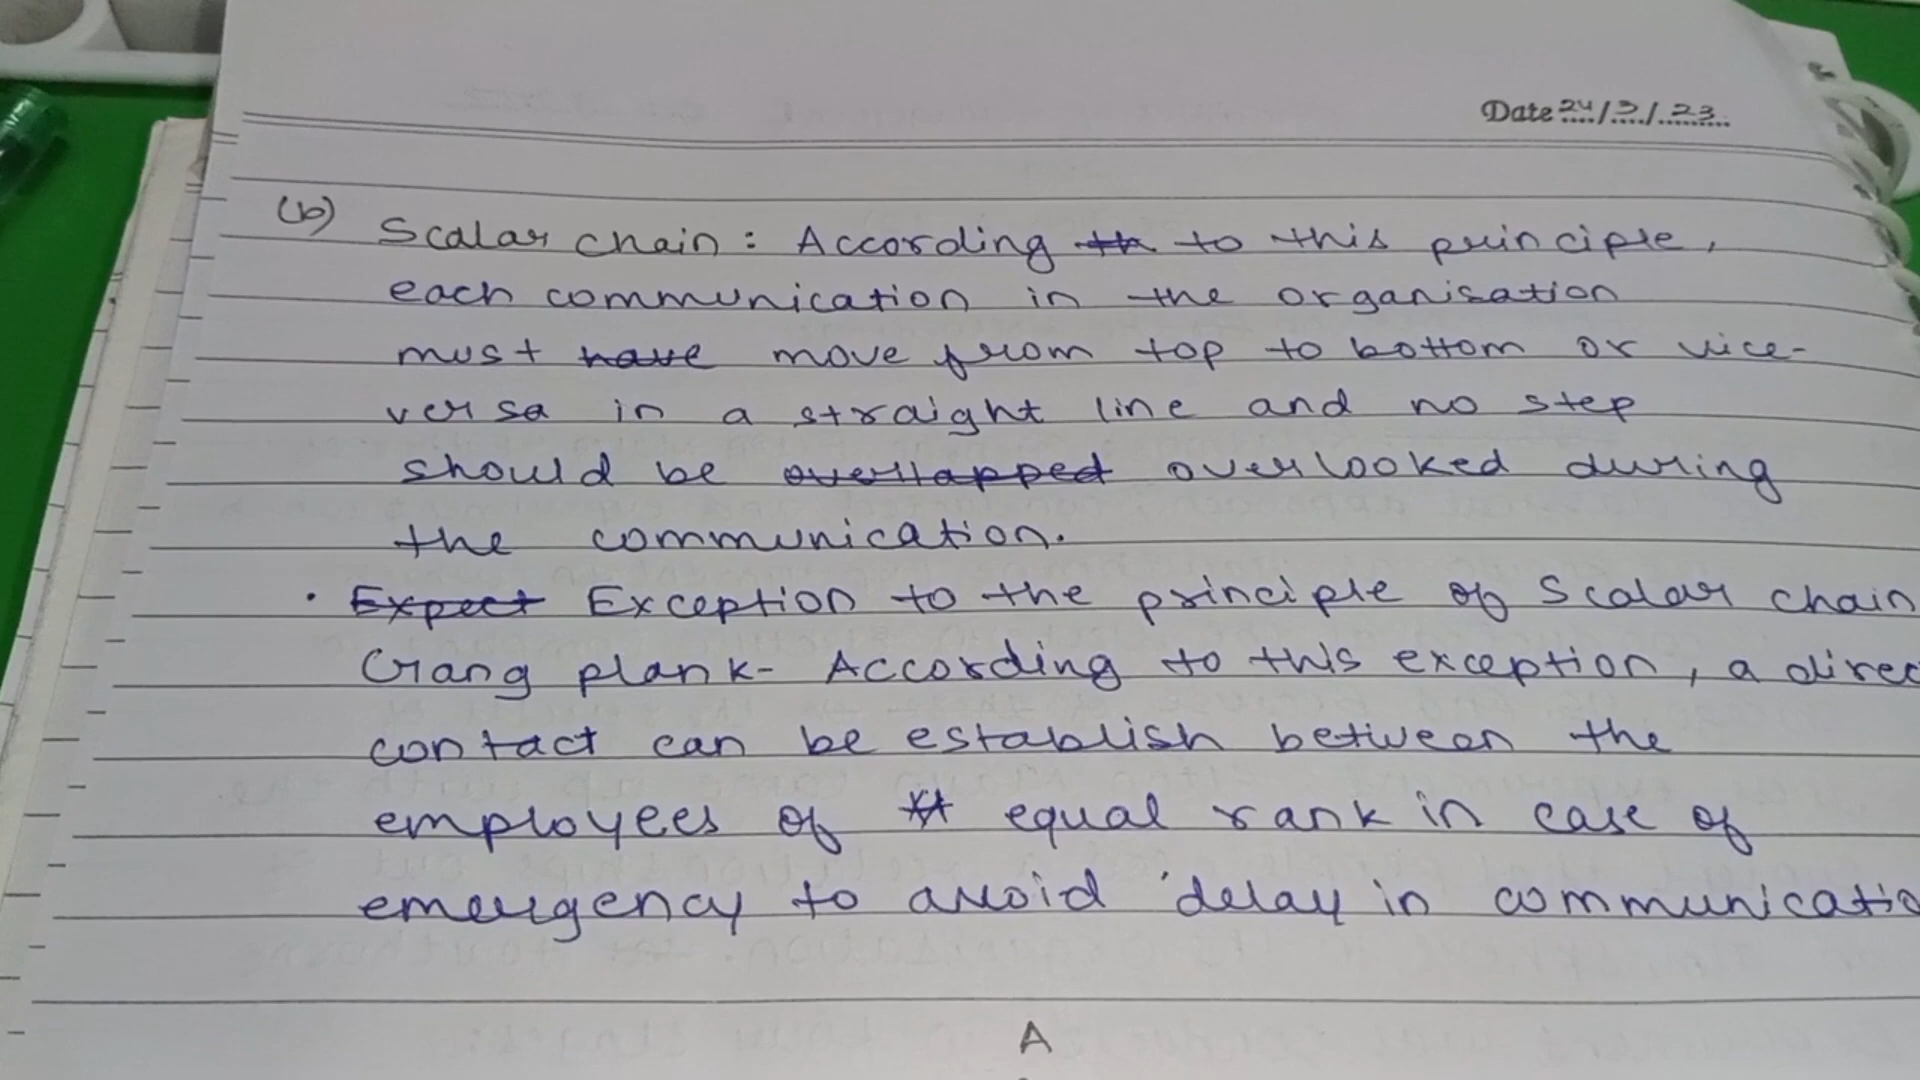 Date 24/3/23
(b) Scalar chain: According to this principle,
each communication in the organisation
must have move from top to bottom or vice-
versa in a straight line and no step
should be overlapped overlooked during
the communication.
• Expect Exception to the principle of Scalar chain
Gang plank- According to this exception, a direc
contact can be establish between the
employees of equal rank in case of
emergency to avoid delay in communicatio
A